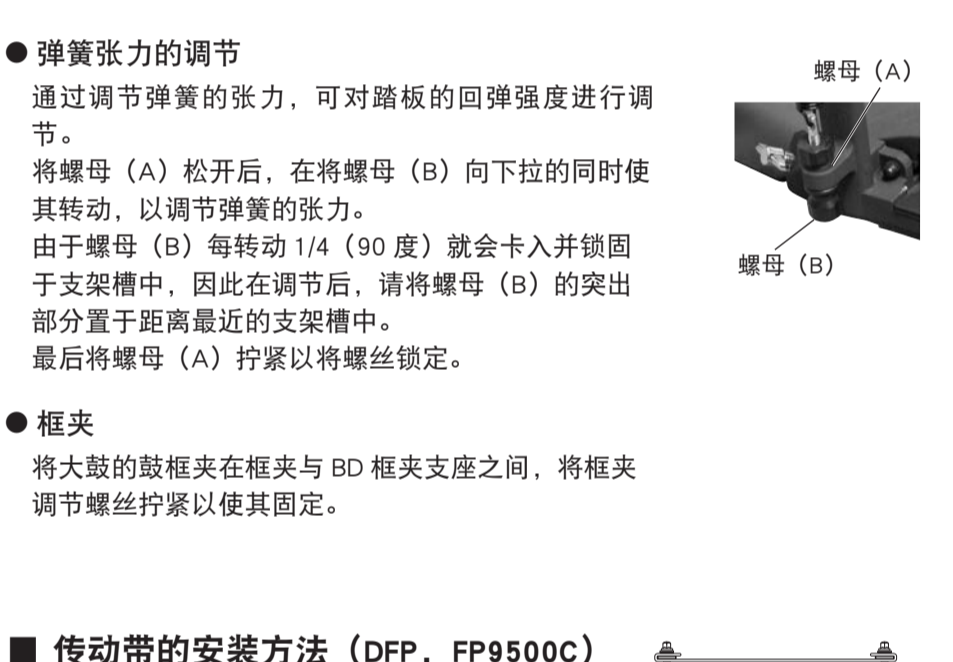 ● 弹簧张力的调节
通过调节弹簧的张力，可对踏板的回弹强度进行调
节。
将螺母（A）松开后，在将螺母（B）向下拉的同时使
其转动，以调节弹簧的张力。
由于螺母（B）每转动 1/4（90 度）就会卡入并锁固
于支架槽中，因此在调节后，请将螺母（B）的突出
部分置于距离最近的支架槽中。
最后将螺母（A）拧紧以将螺丝锁定。
螺母（A）
螺母（B）
● 框夹
将大鼓的鼓框夹在框夹与 BD 框夹支座之间，将框夹
调节螺丝拧紧以使其固定。
■ 传动带的安装方法（DFP，FP9500C）